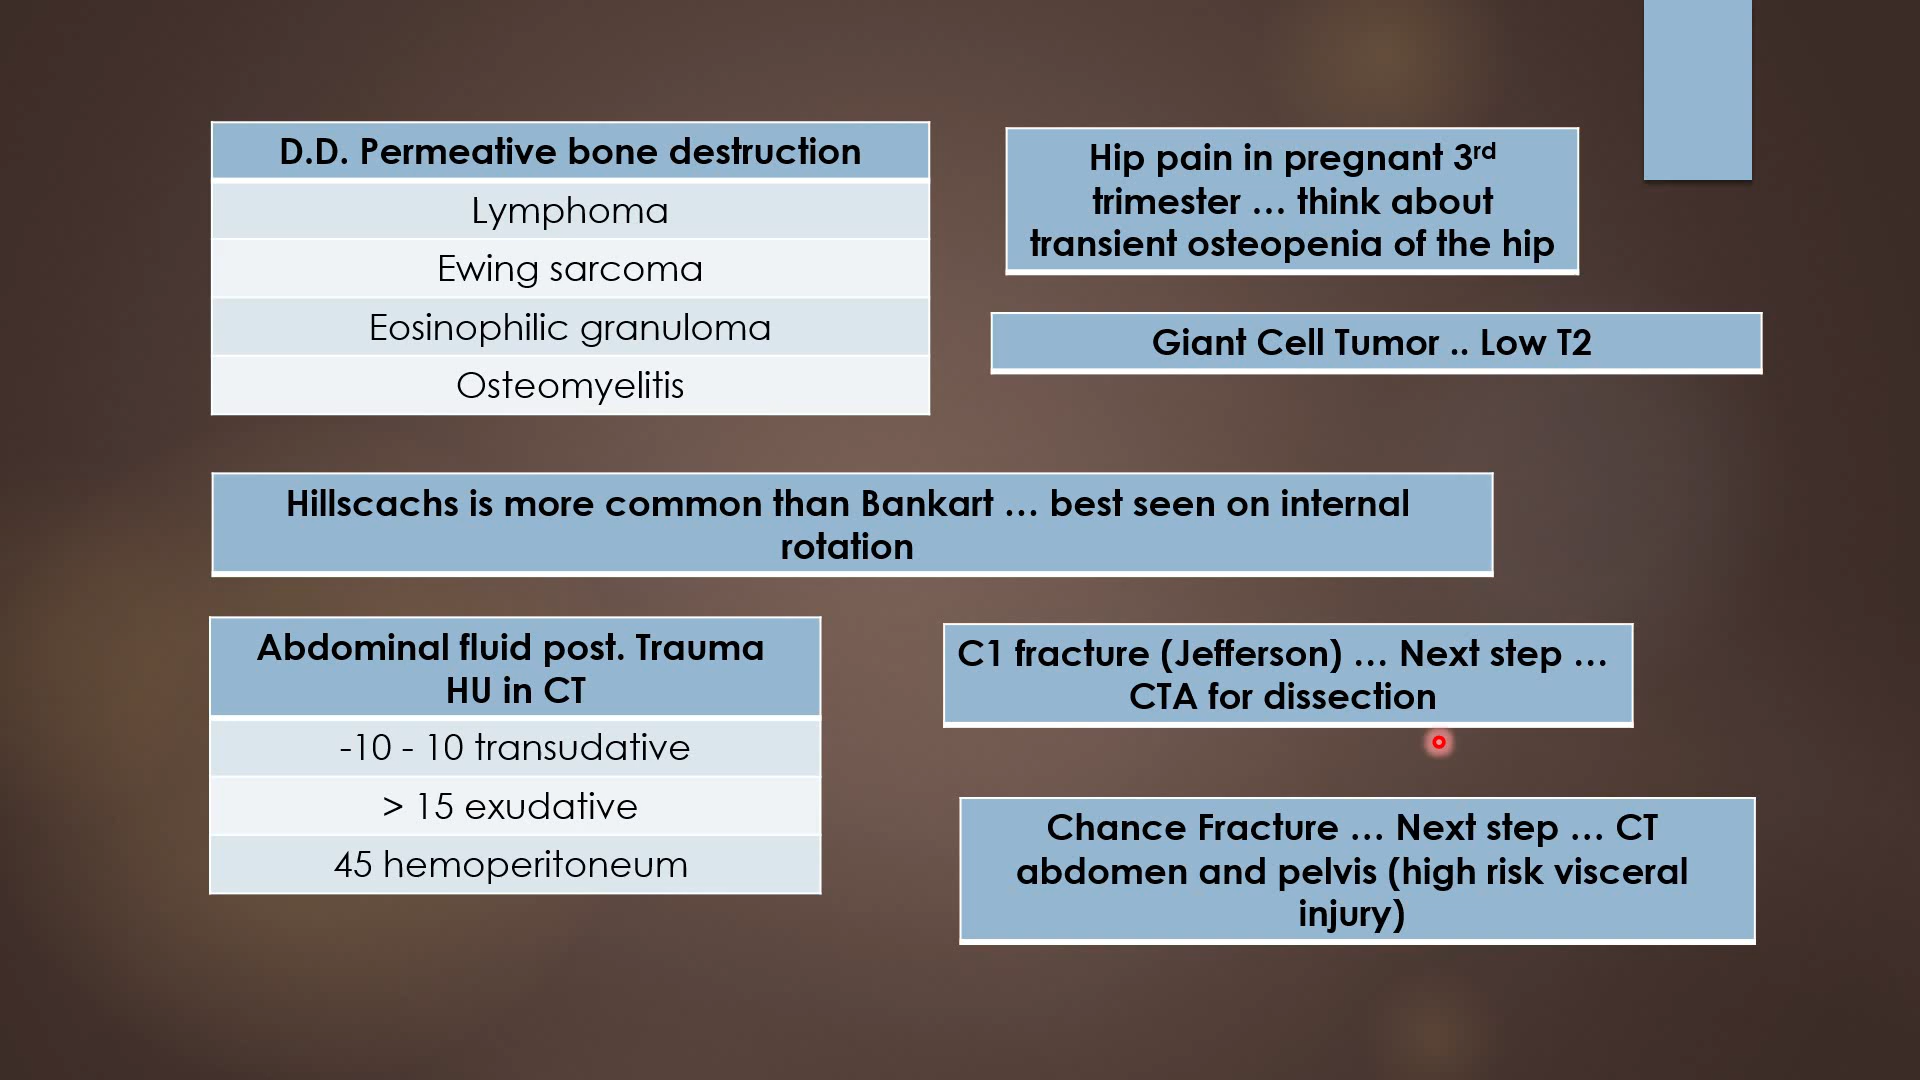 D.D. Permeative bone destruction
Lymphoma
Ewing sarcoma
Eosinophilic granuloma
Osteomyelitis
Hip pain in pregnant 3rd
trimester … think about
transient osteopenia of the hip
Giant Cell Tumor .. Low T2
Hillscachs is more common than Bankart … best seen on internal
rotation
Abdominal fluid post. Trauma
HU in CT
-10 - 10 transudative
> 15 exudative
45 hemoperitoneum
C1 fracture (Jefferson) … Next step …
CTA for dissection
Chance Fracture … Next step … CT
abdomen and pelvis (high risk visceral
injury)